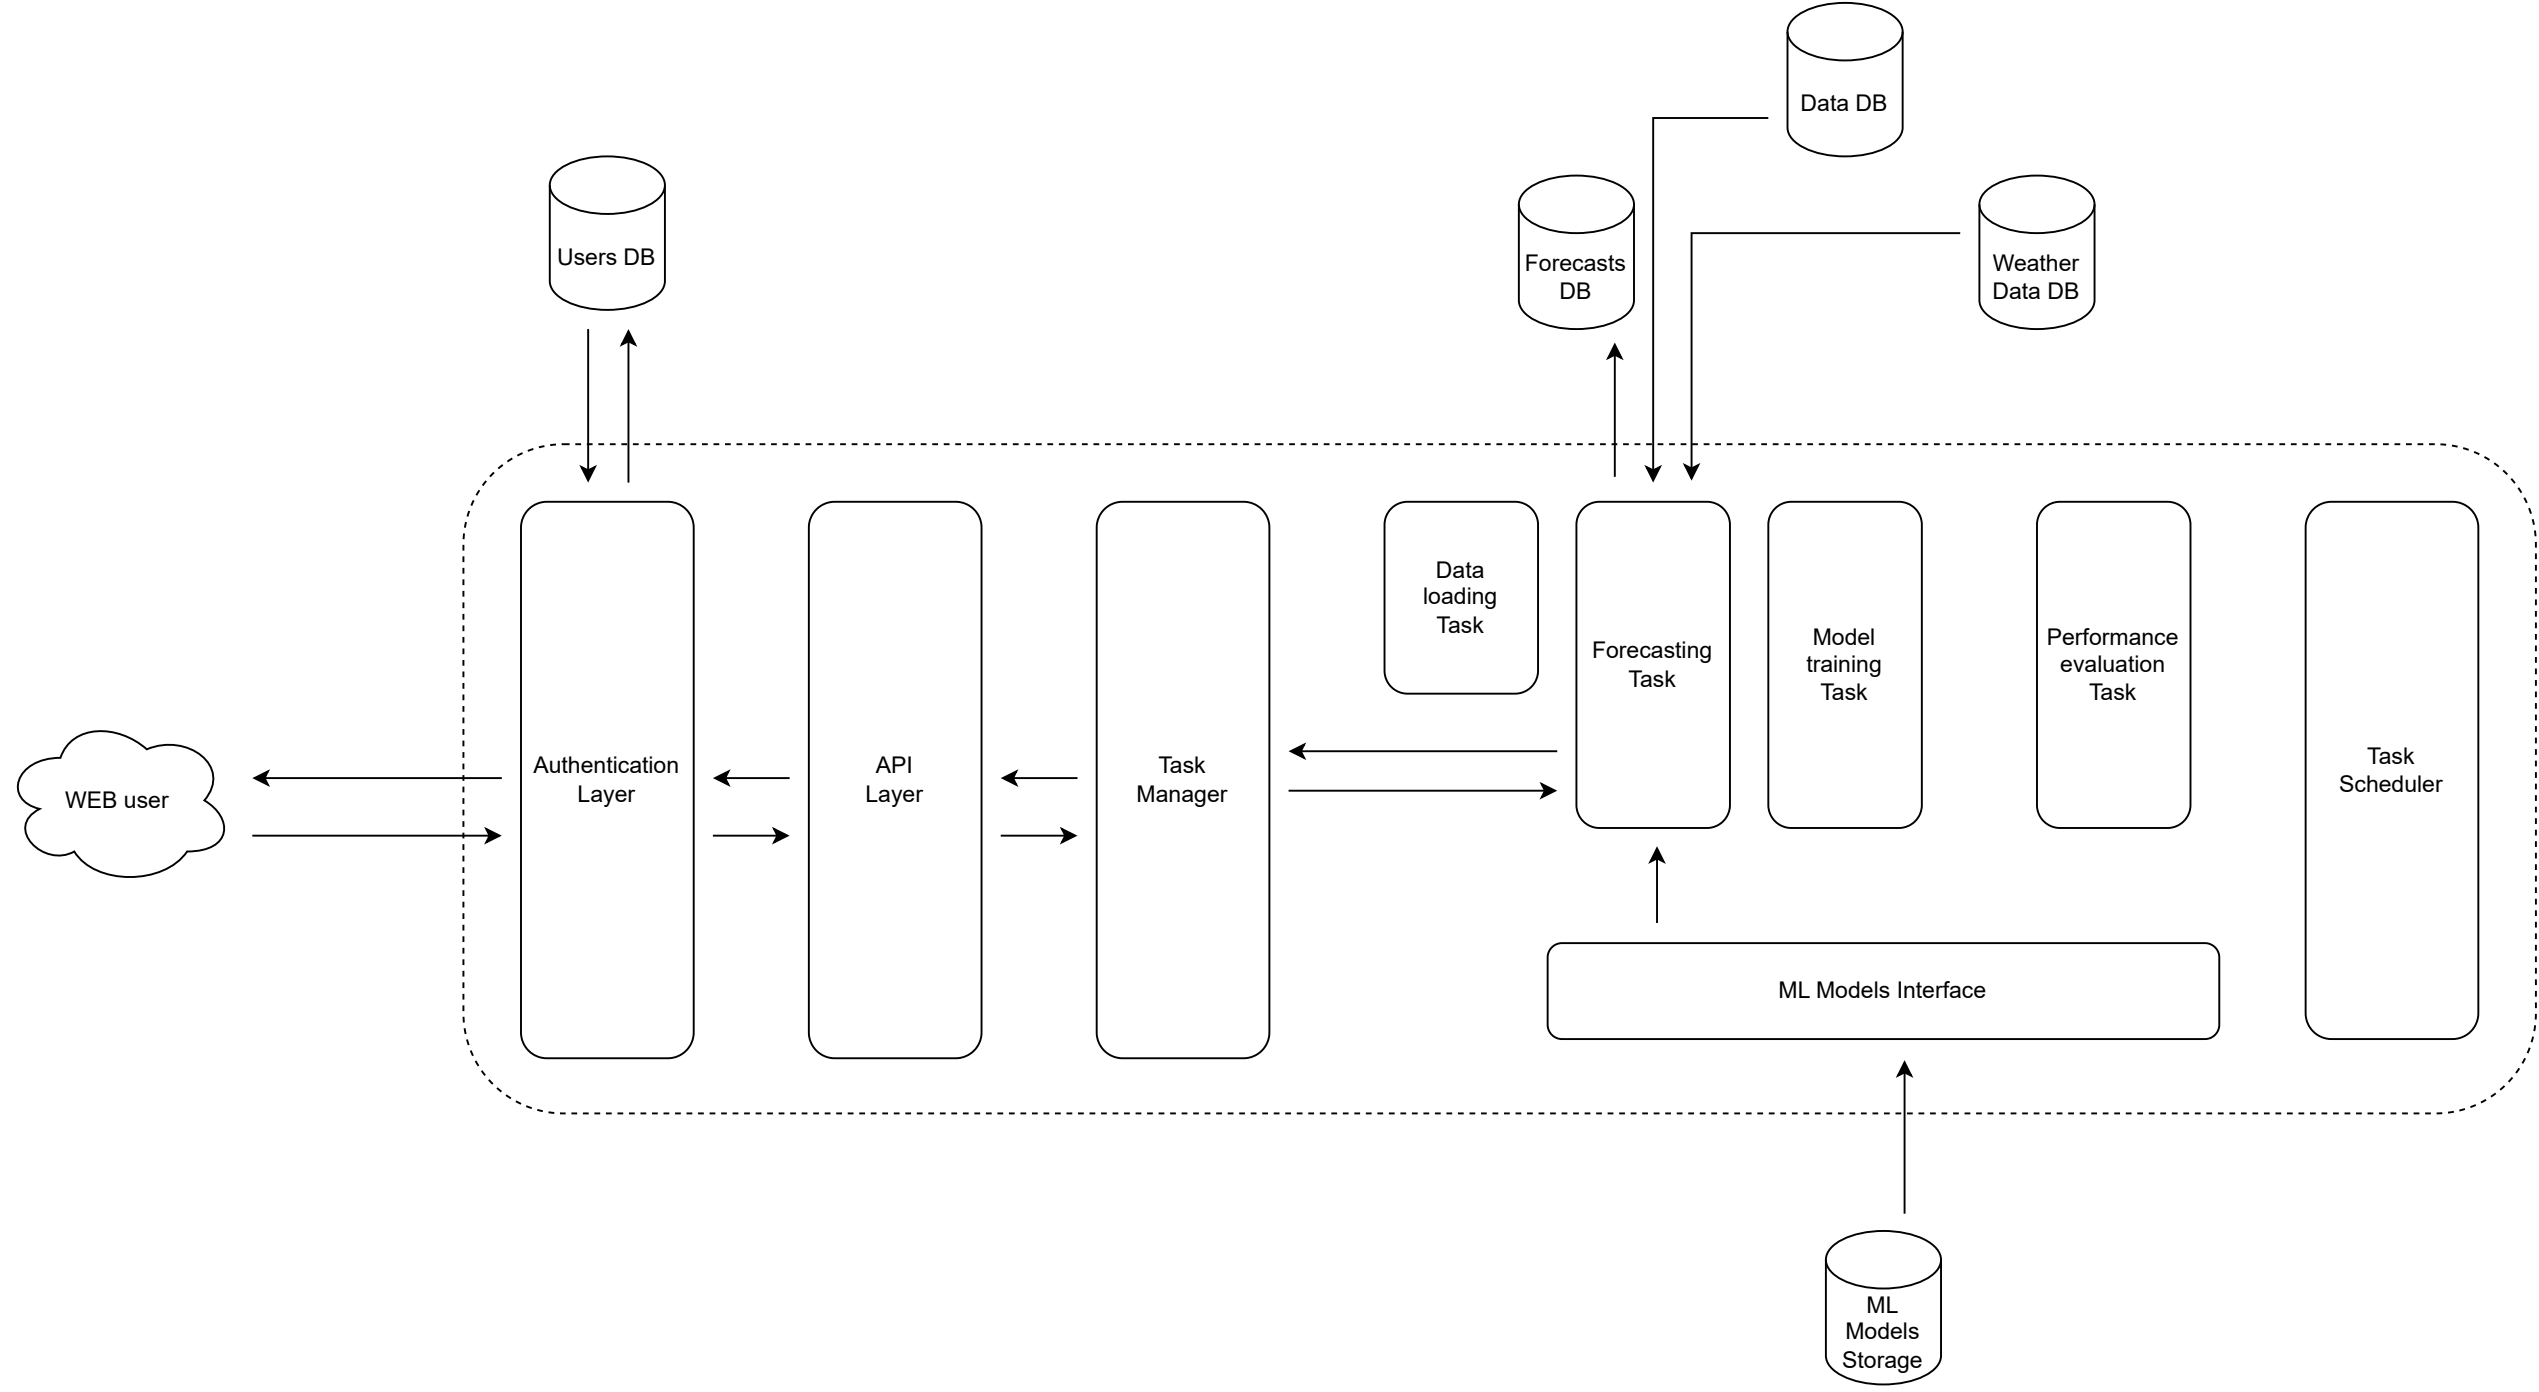 Data DB
Users DB
Forecasts
DB
Weather
Data DB
Data
loading
Task
Forecasting
Task
Model
training
Task
Performance
evaluation
Task
WEB user
Authentication
Layer
API
Layer
Task
Manager
Task
Scheduler
ML Models Interface
ML
Models
Storage